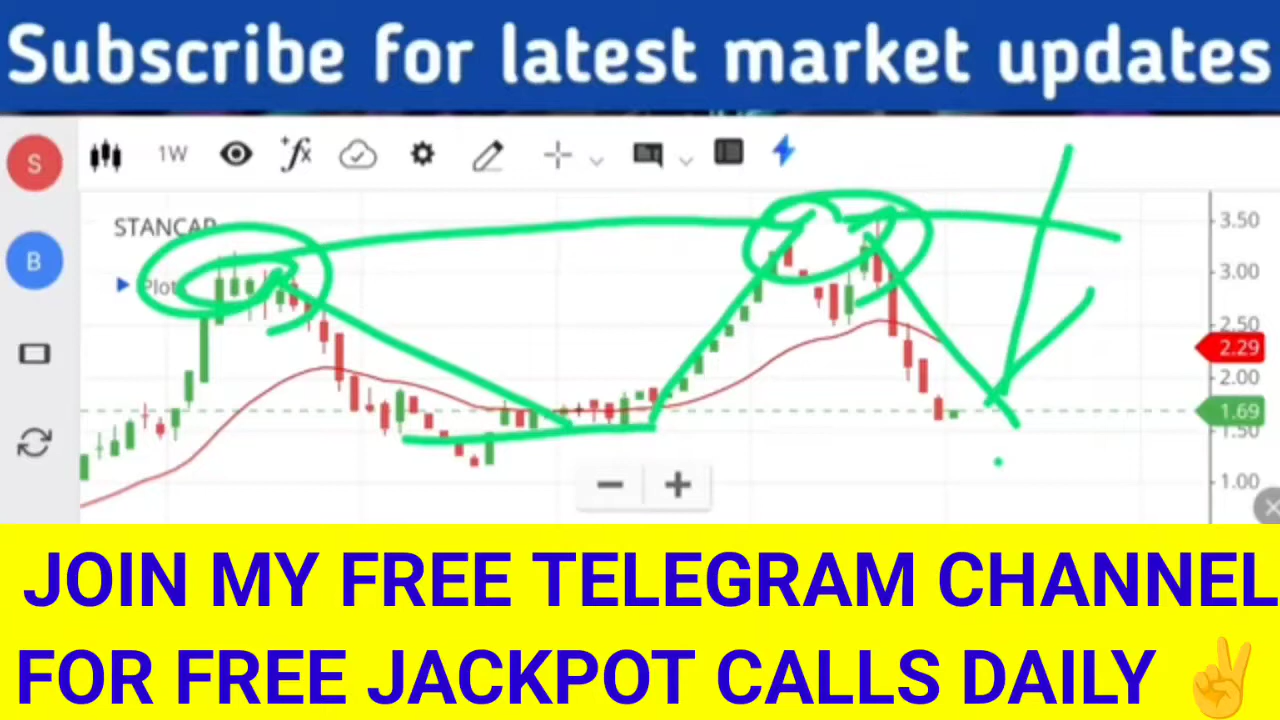 Subscribe for latest market updates
S
1W
STANCAP
B
Plot
3.50
3.00
2.50
2.29
2.00
1.69
1.50
1.00
JOIN MY FREE TELEGRAM CHANNEL
FOR FREE JACKPOT CALLS DAILY ✌️